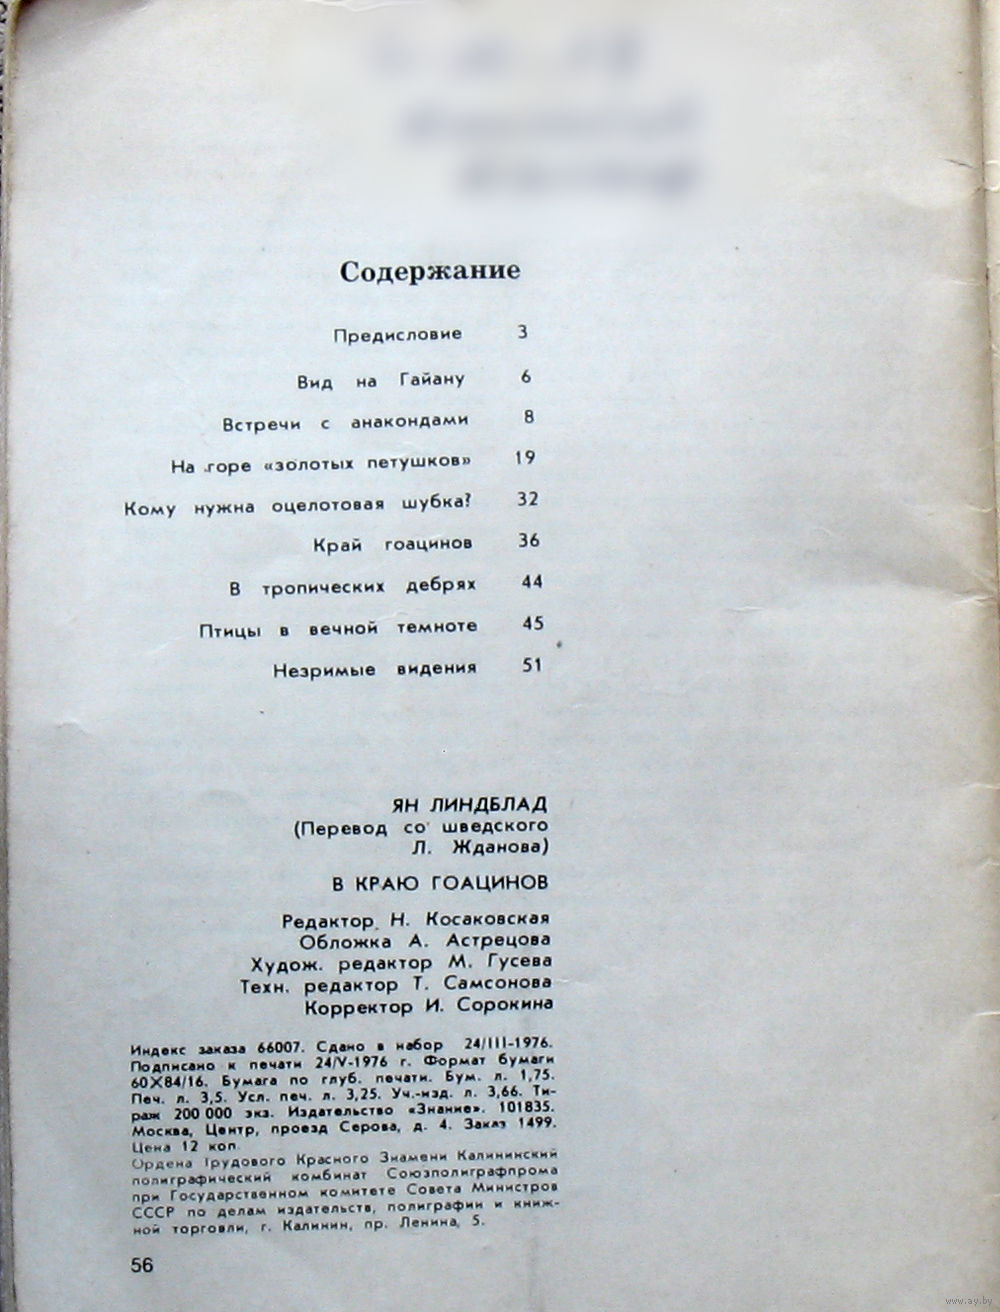 Содержание
Предисловие 3
Вид на Гайану 6
Встречи с анакондами 8
На горе «золотых петушков» 19
Кому нужна оцелотовая шубка? 32
Край гоацинов 36
В тропических дебрях 44
Птицы в вечной темноте 45
Незримые видения 51
ЯН ЛИНДБЛАД
(Перевод со шведского
Л. Жданова)
В КРАЮ ГОАЦИНОВ
Редактор Н. Косаковская
Обложка А. Астрецова
Худож. редактор М. Гусева
Техн. редактор Т. Самсонова
Корректор И. Сорокина
Индекс заказа 66007. Сдано в набор 24/III-1976.
Подписано к печати 24/V-1976 г. Формат бумаги
60X84/16. Бумага по глуб. печати. Бум. л. 1,75.
Печ. л. 3,5. Усл. печ. л. 3,25. Уч.-изд. л. 3,66. Ти-
раж 200 000 экз. Издательство «Знание». 101835.
Москва, Центр, проезд Серова, д. 4. Заказ 1499.
Цена 12 коп.
Ордена Трудового Красного Знамени Калининский
полиграфический комбинат Союзполиграфпрома
при Государственном комитете Совета Министров
СССР по делам издательств, полиграфии и книж-
ной торговли, г. Калинин, пр. Ленина, 5.
56
www.ay.by